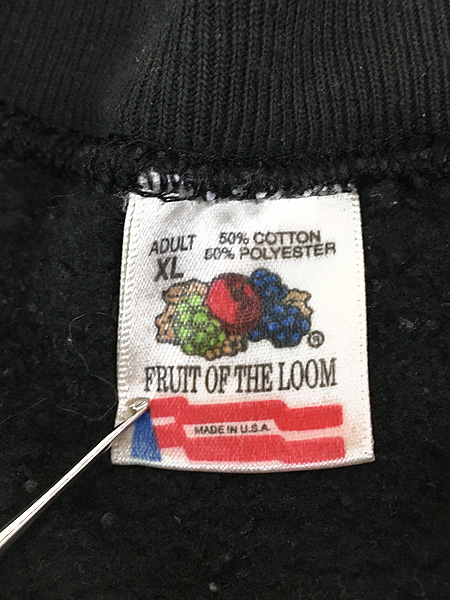 ADULT
XL
50% COTTON
50% POLYESTER
®
FRUIT OF THE LOOM
MADE IN U.S.A.